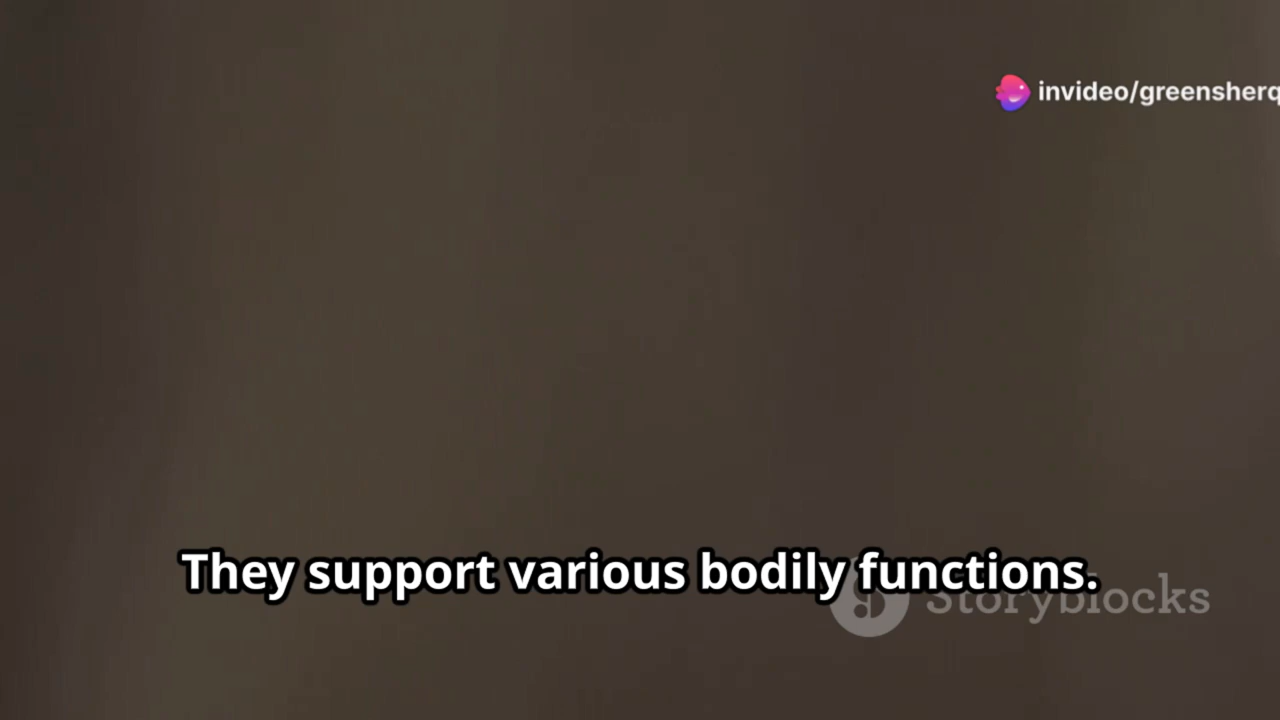 invideo/greensherq
They support various bodily functions.
Storyblocks